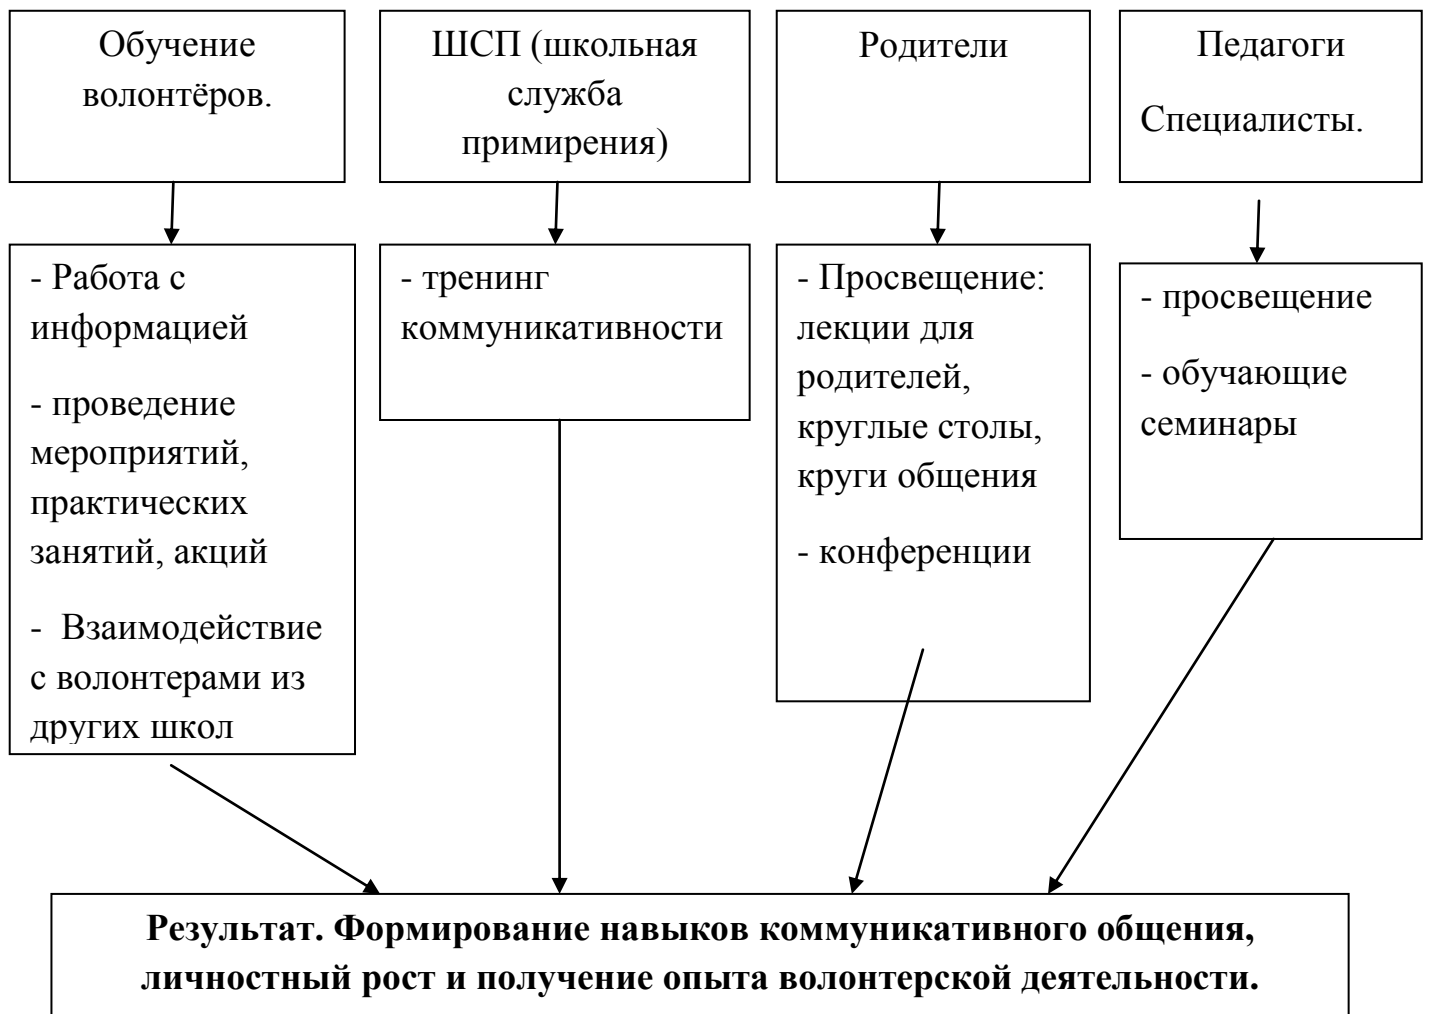 Обучение
волонтёров.
ШСП (школьная
служба
примирения)
Родители
Педагоги
Специалисты.
- Работа с
информацией
- проведение
мероприятий,
практических
занятий, акций
- Взаимодействие
с волонтерами из
других школ
- тренинг
коммуникативности
- Просвещение:
лекции для
родителей,
круглые столы,
круги общения
- конференции
- просвещение
- обучающие
семинары
Результат. Формирование навыков коммуникативного общения,
личностный рост и получение опыта волонтерской деятельности.